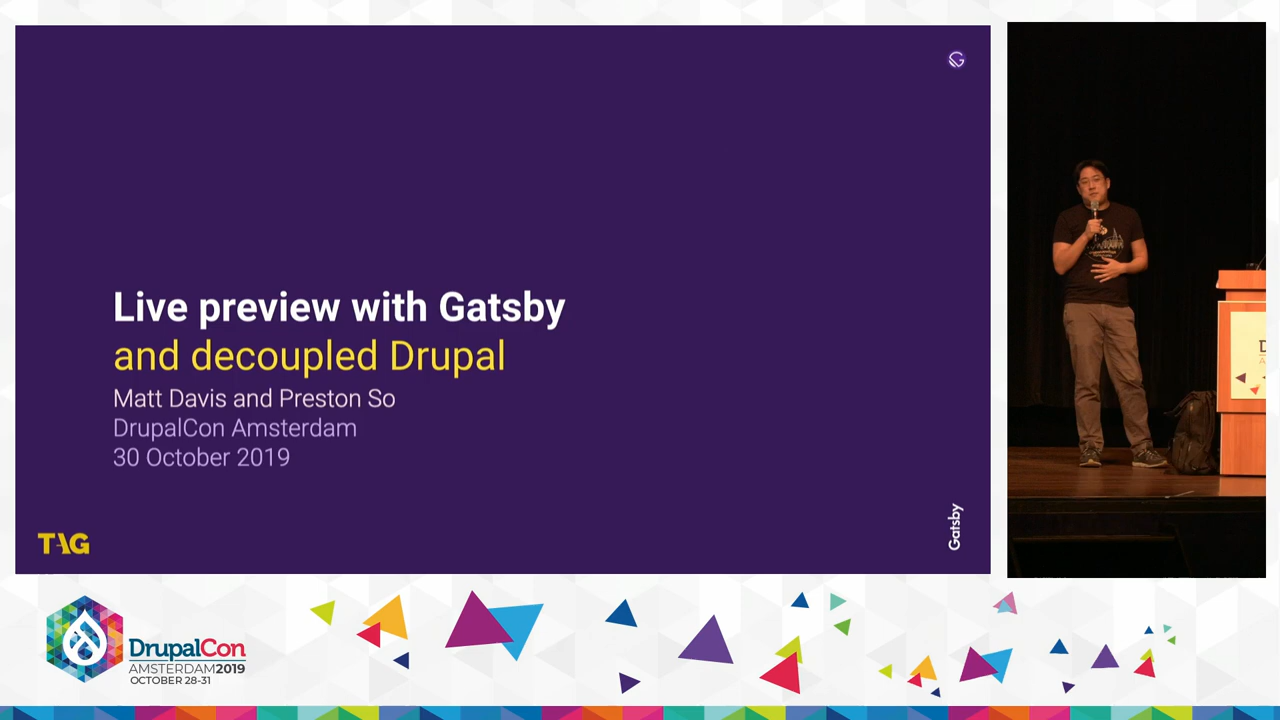 Live preview with Gatsby
and decoupled Drupal
Matt Davis and Preston So
DrupalCon Amsterdam
30 October 2019
TAG
Gatsby
DrupalCon
AMSTERDAM2019
OCTOBER 28-31